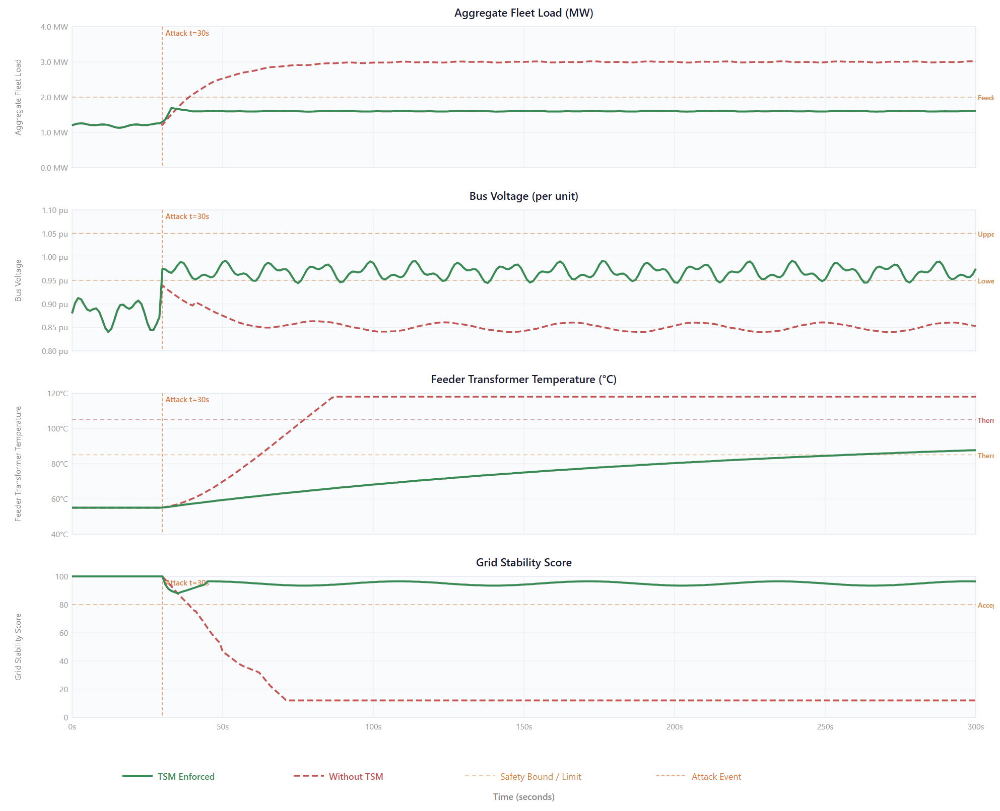 Aggregate Fleet Load (MW)
4.0 MW
Attack t=30s
3.0 MW
2.0 MW
1.0 MW
0.0 MW
Aggregate Fleet Load
Feede
Bus Voltage (per unit)
1.10 pu
Attack t=30s
1.05 pu
1.00 pu
0.95 pu
0.90 pu
0.85 pu
0.80 pu
Bus Voltage
Uppe
Lowe
Feeder Transformer Temperature (°C)
120°C
Attack t=30s
100°C
80°C
60°C
40°C
Feeder Transformer Temperature
Ther
Ther
Grid Stability Score
100
Attack t=30s
80
60
40
20
0
Grid Stability Score
Accep
0s 50s 100s 150s 200s 250s 300s
TSM Enforced Without TSM Safety Bound / Limit Attack Event
Time (seconds)